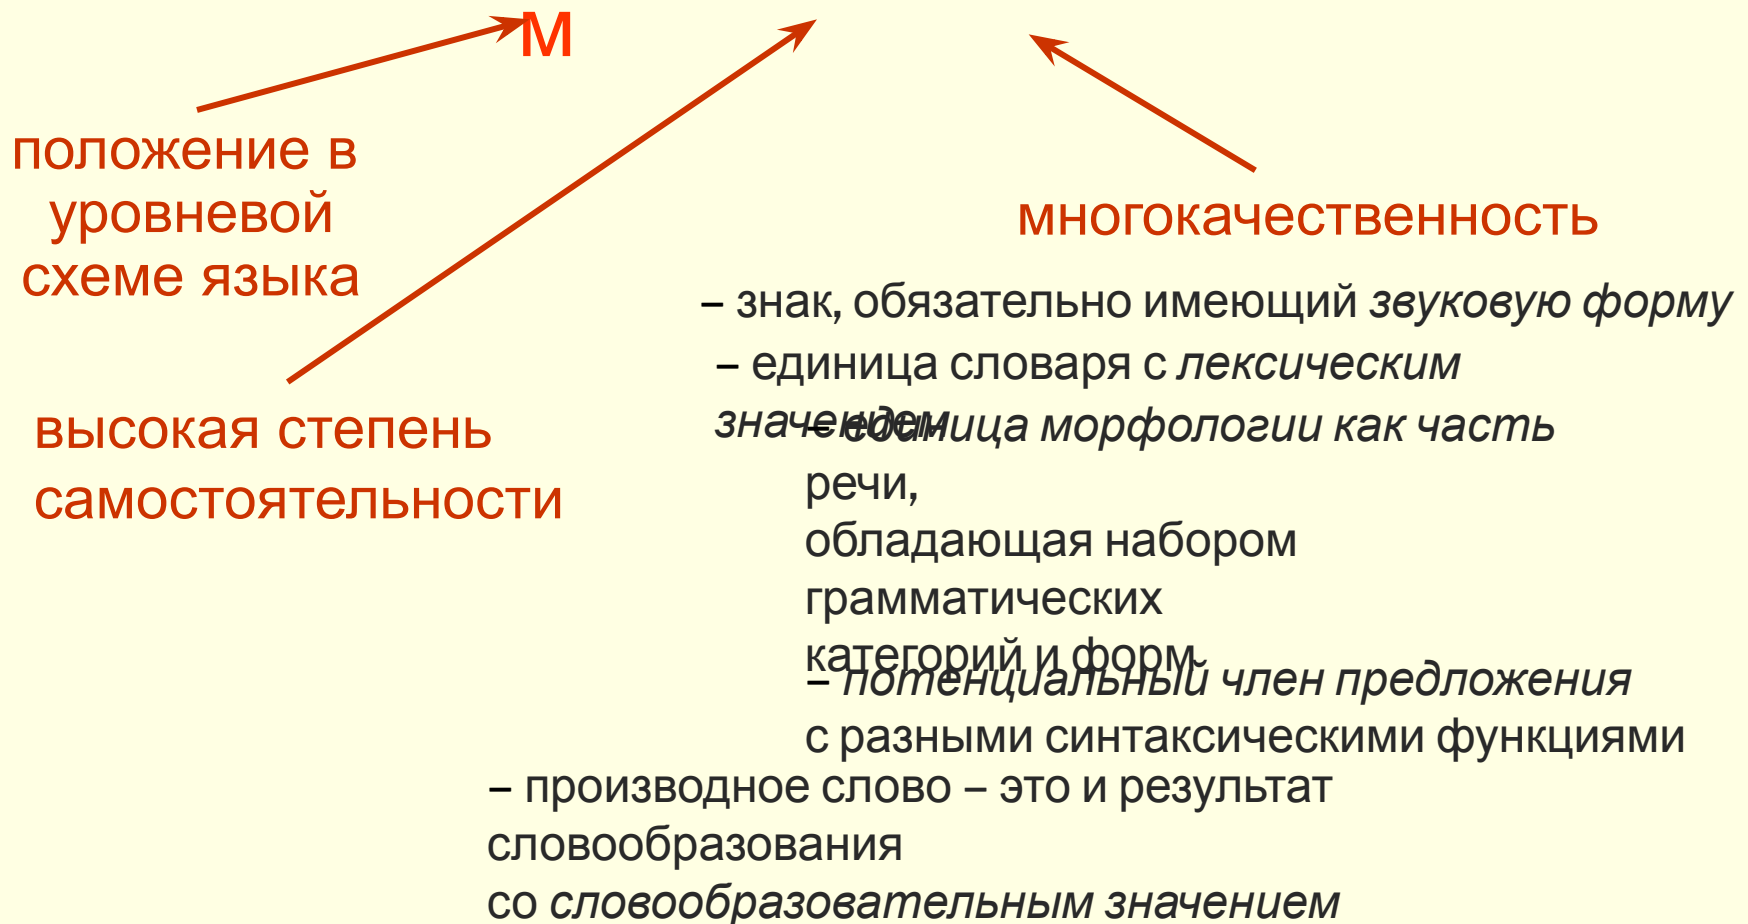 м
положение в
уровневой
схеме языка
высокая степень
самостоятельности
многокачественность
– знак, обязательно имеющий звуковую форму
– единица словаря с лексическим
значением
– единица морфологии как часть
речи,
обладающая набором
грамматических
категорий и форм
– потенциальный член предложения
с разными синтаксическими функциями
– производное слово – это и результат
словообразования
со словообразовательным значением